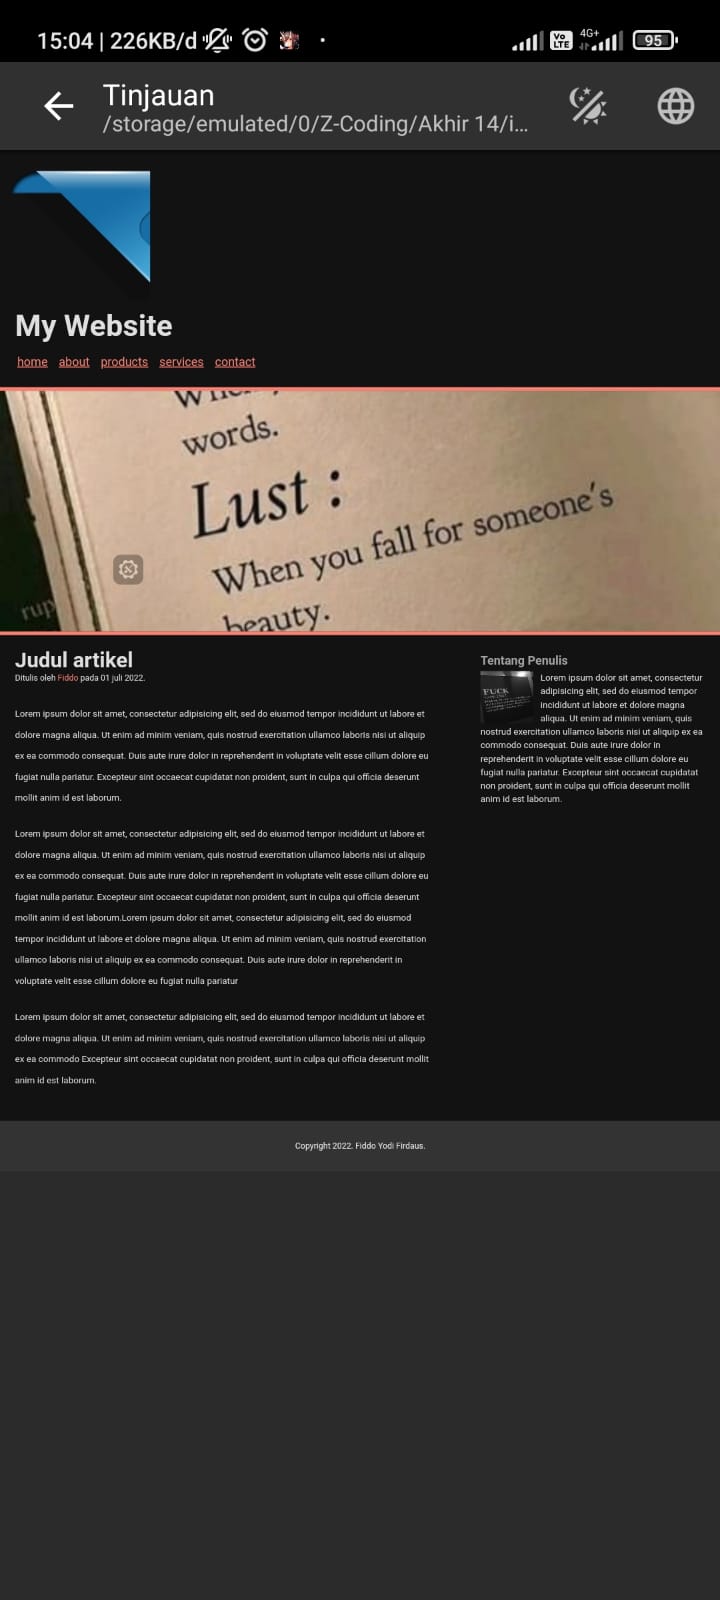 15:04 | 226KB/d
Vo LTE
4G+
95
Tinjauan
/storage/emulated/0/Z-Coding/Akhir 14/i...
My Website
home about products services contact
words.
Lust :
When you fall for someone's
beauty.
rup
Judul artikel
Ditulis oleh Fiddo pada 01 juli 2022.
Lorem ipsum dolor sit amet, consectetur adipisicing elit, sed do eiusmod tempor incididunt ut labore et
dolore magna aliqua. Ut enim ad minim veniam, quis nostrud exercitation ullamco laboris nisi ut aliquip
ex ea commodo consequat. Duis aute irure dolor in reprehenderit in voluptate velit esse cillum dolore eu
fugiat nulla pariatur. Excepteur sint occaecat cupidatat non proident, sunt in culpa qui officia deserunt
mollit anim id est laborum.
Lorem ipsum dolor sit amet, consectetur adipisicing elit, sed do eiusmod tempor incididunt ut labore et
dolore magna aliqua. Ut enim ad minim veniam, quis nostrud exercitation ullamco laboris nisi ut aliquip
ex ea commodo consequat. Duis aute irure dolor in reprehenderit in voluptate velit esse cillum dolore eu
fugiat nulla pariatur. Excepteur sint occaecat cupidatat non proident, sunt in culpa qui officia deserunt
mollit anim id est laborum.Lorem ipsum dolor sit amet, consectetur adipisicing elit, sed do eiusmod
tempor incididunt ut labore et dolore magna aliqua. Ut enim ad minim veniam, quis nostrud exercitation
ullamco laboris nisi ut aliquip ex ea commodo consequat. Duis aute irure dolor in reprehenderit in
voluptate velit esse cillum dolore eu fugiat nulla pariatur
Lorem ipsum dolor sit amet, consectetur adipisicing elit, sed do eiusmod tempor incididunt ut labore et
dolore magna aliqua. Ut enim ad minim veniam, quis nostrud exercitation ullamco laboris nisi ut aliquip
ex ea commodo Excepteur sint occaecat cupidatat non proident, sunt in culpa qui officia deserunt mollit
anim id est laborum.
Tentang Penulis
FUCK
Lorem ipsum dolor sit amet, consectetur
adipisicing elit, sed do eiusmod tempor
incididunt ut labore et dolore magna
aliqua. Ut enim ad minim veniam, quis
nostrud exercitation ullamco laboris nisi ut aliquip ex ea
commodo consequat. Duis aute irure dolor in
reprehenderit in voluptate velit esse cillum dolore eu
fugiat nulla pariatur. Excepteur sint occaecat cupidatat
non proident, sunt in culpa qui officia deserunt mollit
anim id est laborum.
Copyright 2022. Fiddo Yodi Firdaus.